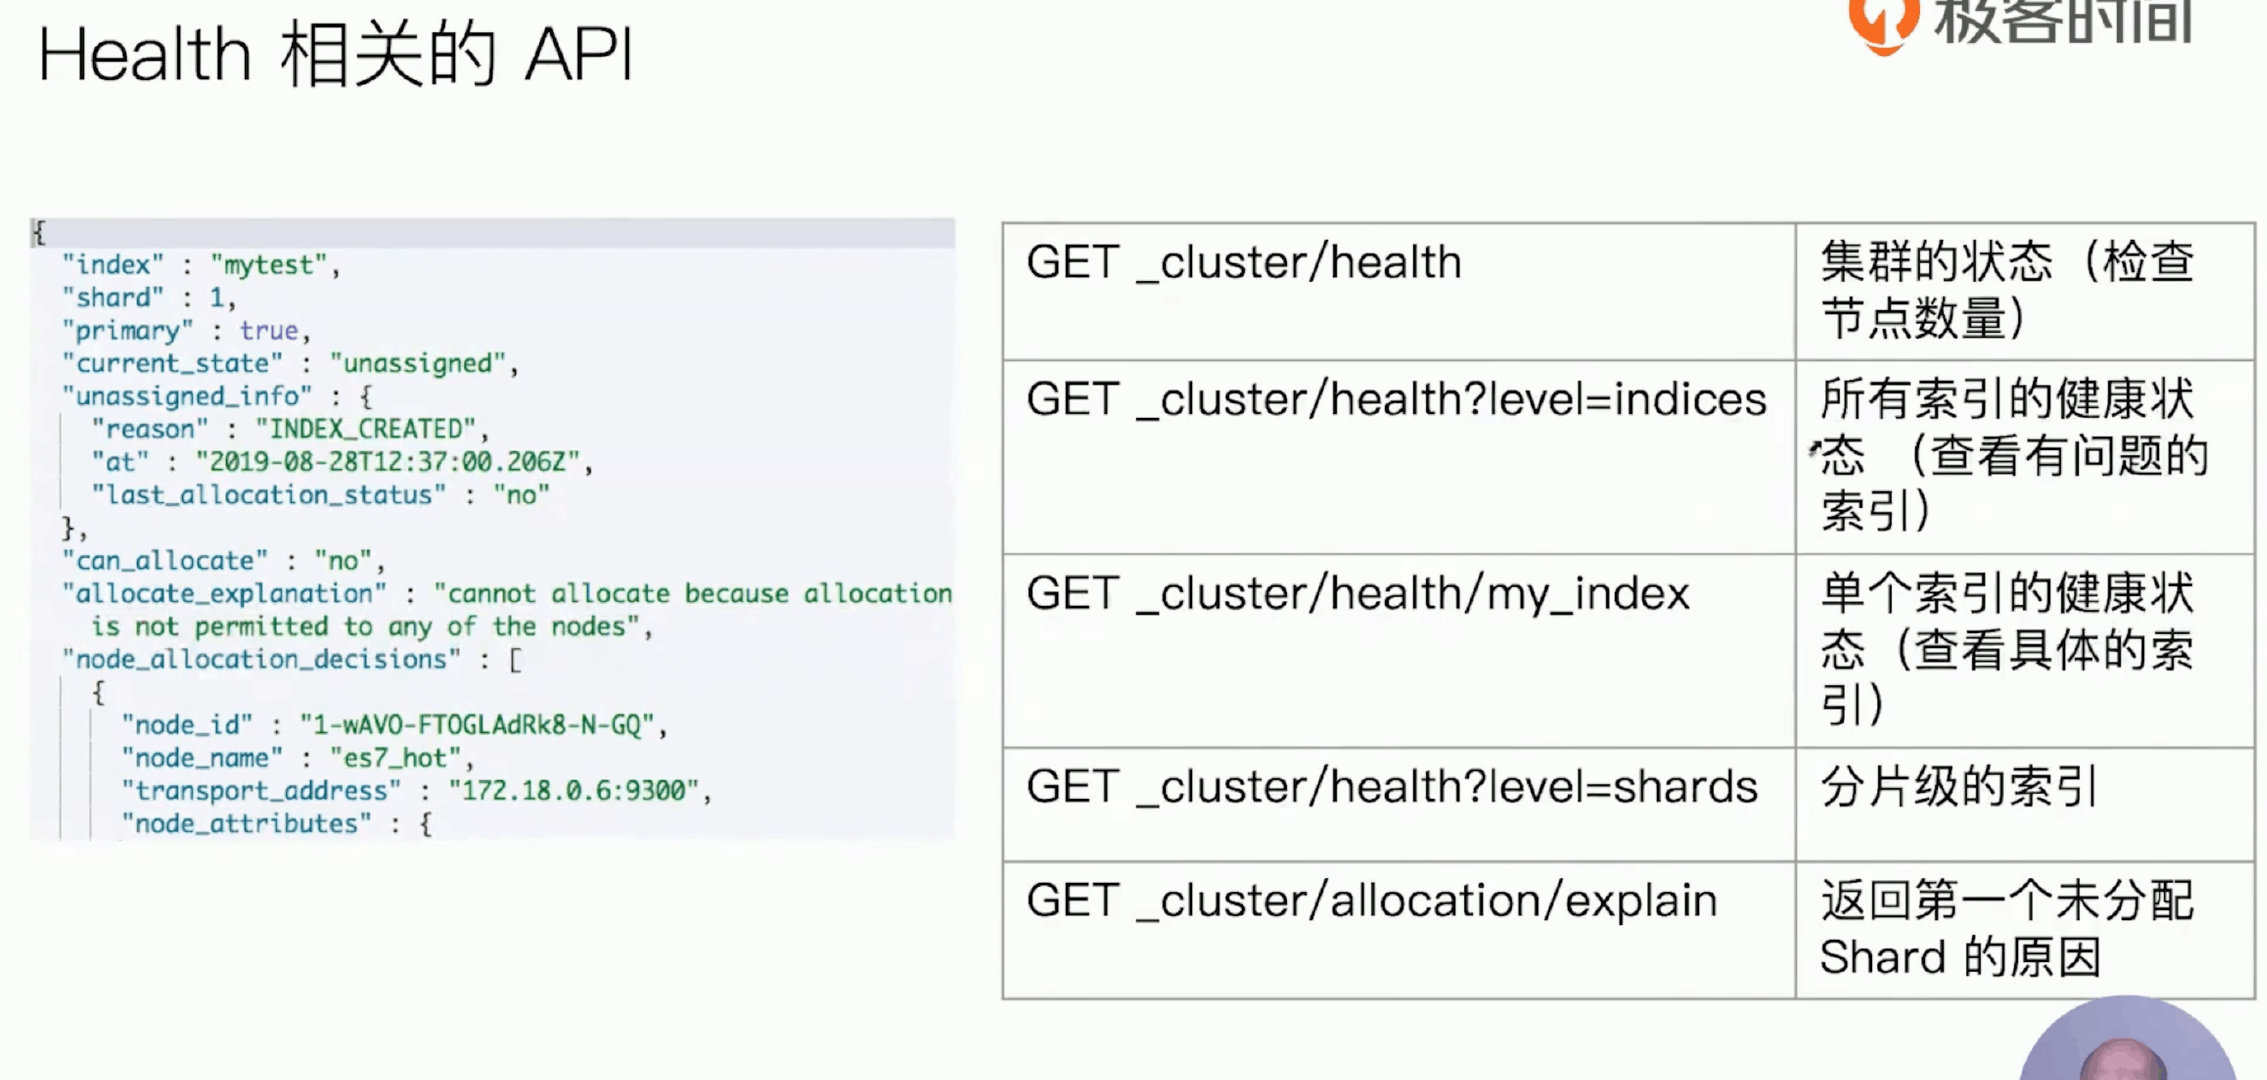 Health 相关的 API
极客时间
{
"index" : "mytest",
"shard" : 1,
"primary" : true,
"current_state" : "unassigned",
"unassigned_info" : {
"reason" : "INDEX_CREATED",
"at" : "2019-08-28T12:37:00.206Z",
"last_allocation_status" : "no"
},
"can_allocate" : "no",
"allocate_explanation" : "cannot allocate because allocation
is not permitted to any of the nodes",
"node_allocation_decisions" : [
{
"node_id" : "1-wAVO-FTOGLAdRk8-N-GQ",
"node_name" : "es7_hot",
"transport_address" : "172.18.0.6:9300",
"node_attributes" : {
GET _cluster/health
集群的状态（检查
节点数量）
GET _cluster/health?level=indices
所有索引的健康状
态 （查看有问题的
索引）
GET _cluster/health/my_index
单个索引的健康状
态（查看具体的索
引）
GET _cluster/health?level=shards
分片级的索引
GET _cluster/allocation/explain
返回第一个未分配
Shard 的原因